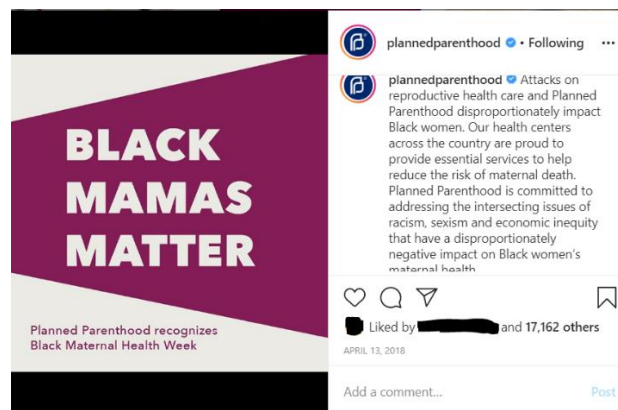 BLACK
MAMAS
MATTER
Planned Parenthood recognizes
Black Maternal Health Week
plannedparenthood • Following
plannedparenthood Attacks on
reproductive health care and Planned
Parenthood disproportionately impact
Black women. Our health centers
across the country are proud to
provide essential services to help
reduce the risk of maternal death.
Planned Parenthood is committed to
addressing the intersecting issues of
racism, sexism and economic inequity
that have a disproportionately
negative impact on Black women's
maternal health
Liked by and 17,162 others
APRIL 13, 2018
Add a comment...
Post